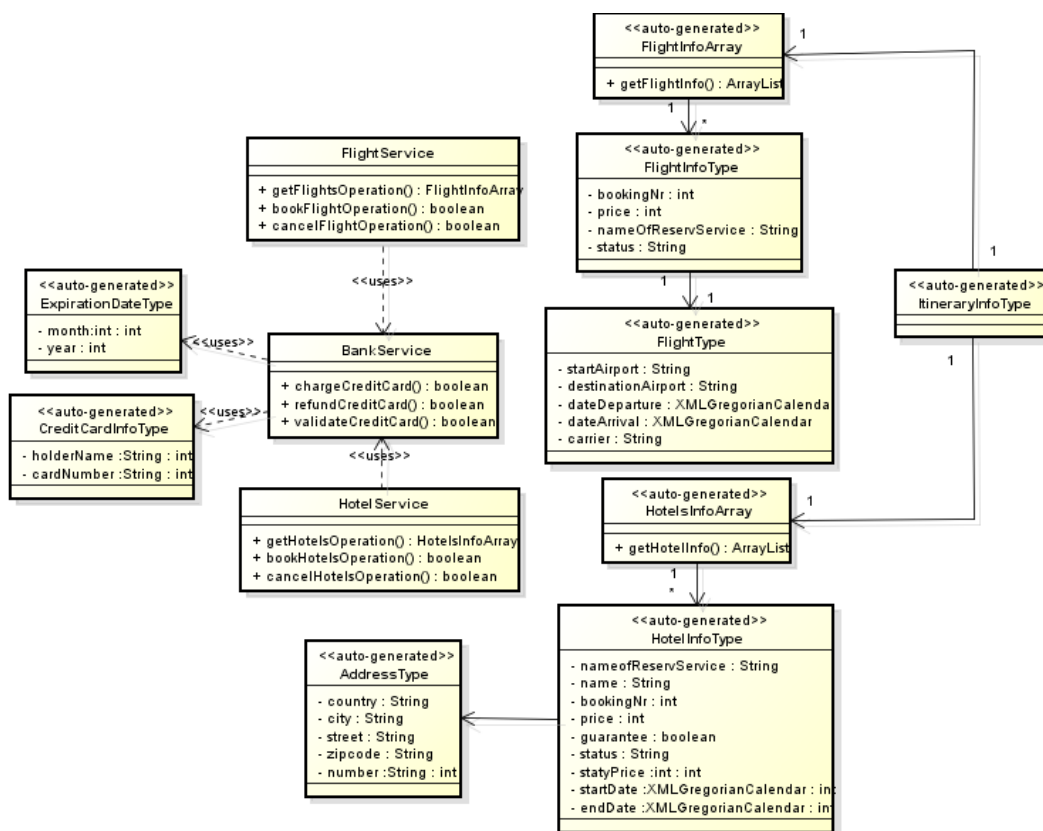 <<auto-generated>>
FlightInfoArray
+ getFlightInfo() : ArrayList
1
1
1
*
<<auto-generated>>
FlightInfoType
- bookingNr : int
- price : int
- nameOfReservService : String
- status : String
1
1
<<auto-generated>>
FlightType
- startAirport : String
- destinationAirport : String
- dateDeparture : XMLGregorianCalenda
- dateArrival : XMLGregorianCalendar
- carrier : String
<<auto-generated>>
ItineraryInfoType
1
1
FlightService
+ getFlightsOperation() : FlightInfoArray
+ bookFlightOperation() : boolean
+ cancelFlightOperation() : boolean
<<uses>>
<<auto-generated>>
ExpirationDateType
- month:int : int
- year : int
<<uses>>
BankService
+ chargeCreditCard() : boolean
+ refundCreditCard() : boolean
+ validateCreditCard() : boolean
<<auto-generated>>
CreditCardInfoType
- holderName :String : int
- cardNumber :String : int
<<uses>>
<<uses>>
HotelService
+ getHotelsOperation() : HotelsInfoArray
+ bookHotelsOperation() : boolean
+ cancelHotelsOperation() : boolean
<<auto-generated>>
HotelsInfoArray
+ getHotelInfo() : ArrayList
1
*
<<auto-generated>>
HotelInfoType
- nameofReservService : String
- name : String
- bookingNr : int
- price : int
- guarantee : boolean
- status : String
- statyPrice :int : int
- startDate :XMLGregorianCalendar : int
- endDate :XMLGregorianCalendar : int
<<auto-generated>>
AddressType
- country : String
- city : String
- street : String
- zipcode : String
- number :String : int